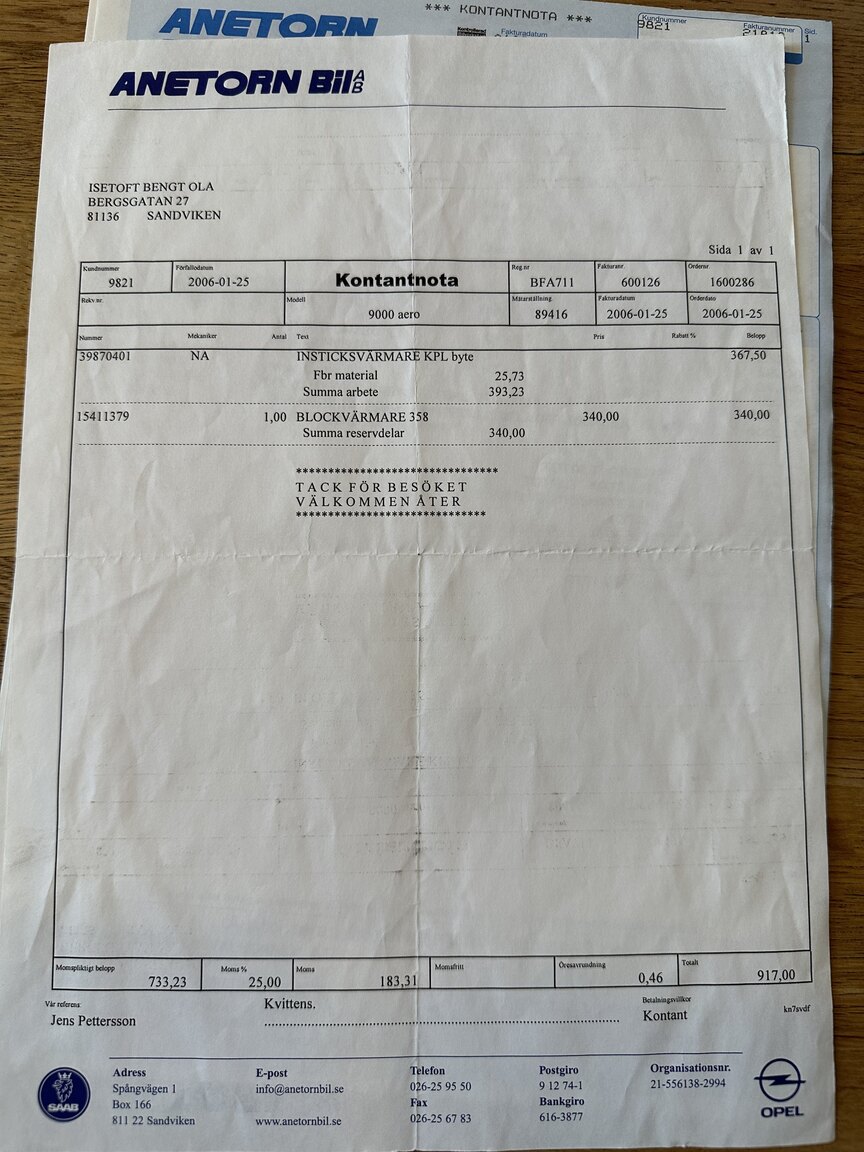 ANETORN
*** KONTANTNOTA ***
Kundnummer
9821
Fakturadatum
Fakturanummer
Sid.
1
ANETORN Bil AB
ISETOFT BENGT OLA
BERGSGATAN 27
81136 SANDVIKEN
Sida 1 av 1
Kundnummer Förfallodatum Kontantnota Reg.nr Fakturanr. Ordernr.
9821 2006-01-25 BFA711 600126 1600286
Rekv.nr. Modell Mätarställning Fakturadatum Orderdato
9000 aero 89416 2006-01-25 2006-01-25
Nummer Mekaniker Antal Text Pris Rabatt % Belopp
39870401 NA INSTICKSVÄRMARE KPL byte 367,50
Fbr material 25,73
Summa arbete 393,23
15411379 1,00 BLOCKVÄRMARE 358 340,00 340,00
Summa reservdelar 340,00
*******************************
TACK FÖR BESÖKET
VÄLKOMMEN ÅTER
*****************************
Momspliktigt belopp Moms % Moms Momsfritt Öresavrundning Totalt
733,23 25,00 183,31 0,46 917,00
Vår referens: Kvittens. Betalningsvillkor
Jens Pettersson Kontant kn7svdf
Adress E-post Telefon Postgiro Organisationsnr.
Spångvägen 1 info@anetornbil.se 026-25 95 50 9 12 74-1 21-556138-2994
Box 166 Fax Bankgiro
811 22 Sandviken www.anetornbil.se 026-25 67 83 616-3877
SAAB
OPEL